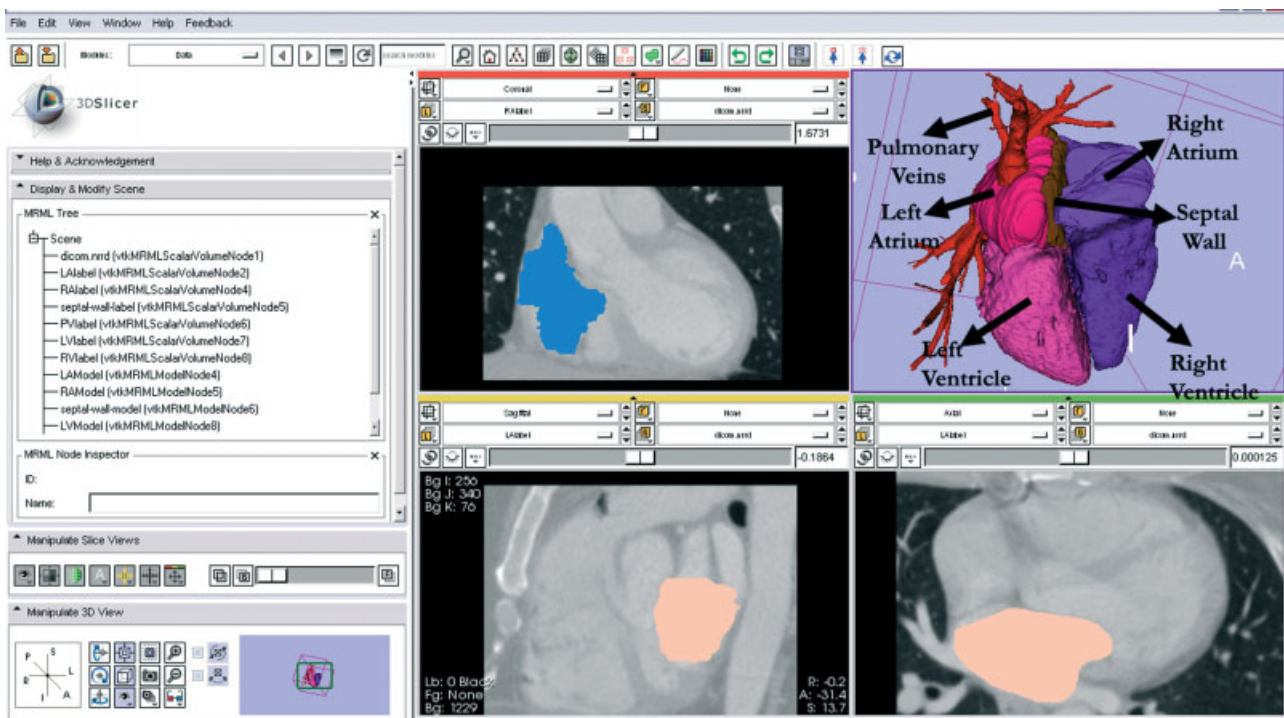 File Edit View Window Help Feedback
Modules: Data search modules
3DSlicer
Help & Acknowledgement
Display & Modify Scene
MRML Tree
Scene
dicom.nrrd (vtkMRMLScalarVolumeNode1)
LAlabel (vtkMRMLScalarVolumeNode2)
RAlabel (vtkMRMLScalarVolumeNode4)
septal-wall-label (vtkMRMLScalarVolumeNode5)
PVlabel (vtkMRMLScalarVolumeNode6)
LVlabel (vtkMRMLScalarVolumeNode7)
RVlabel (vtkMRMLScalarVolumeNode8)
LAModel (vtkMRMLModelNode4)
RAModel (vtkMRMLModelNode5)
septal-wall-model (vtkMRMLModelNode6)
LVModel (vtkMRMLModelNode8)
MRML Node Inspector
ID:
Name:
Manipulate Slice Views
Manipulate 3D View
P S
R L
I A
Coronal None
RAlabel dicom.nrrd
1.6731
Pulmonary
Veins
Left
Atrium
Left
Ventricle
Right
Atrium
Septal
Wall
A
I
Right
Ventricle
Sagittal None
LAlabel dicom.nrrd
-0.1864
Bg I: 256
Bg J: 340
Bg K: 76
Lb: 0 Black
Fg: None
Bg: 1229
R: -0.2
A: -31.4
S: 13.7
Axial None
LAlabel dicom.nrrd
0.000125